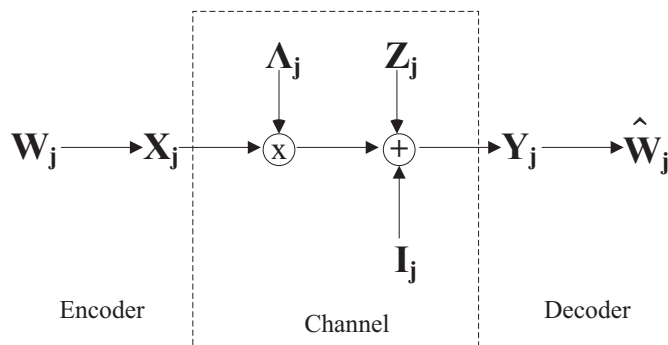 Λj Zj
Wj Xj x + Yj Ŵj
Ij
Encoder Channel Decoder